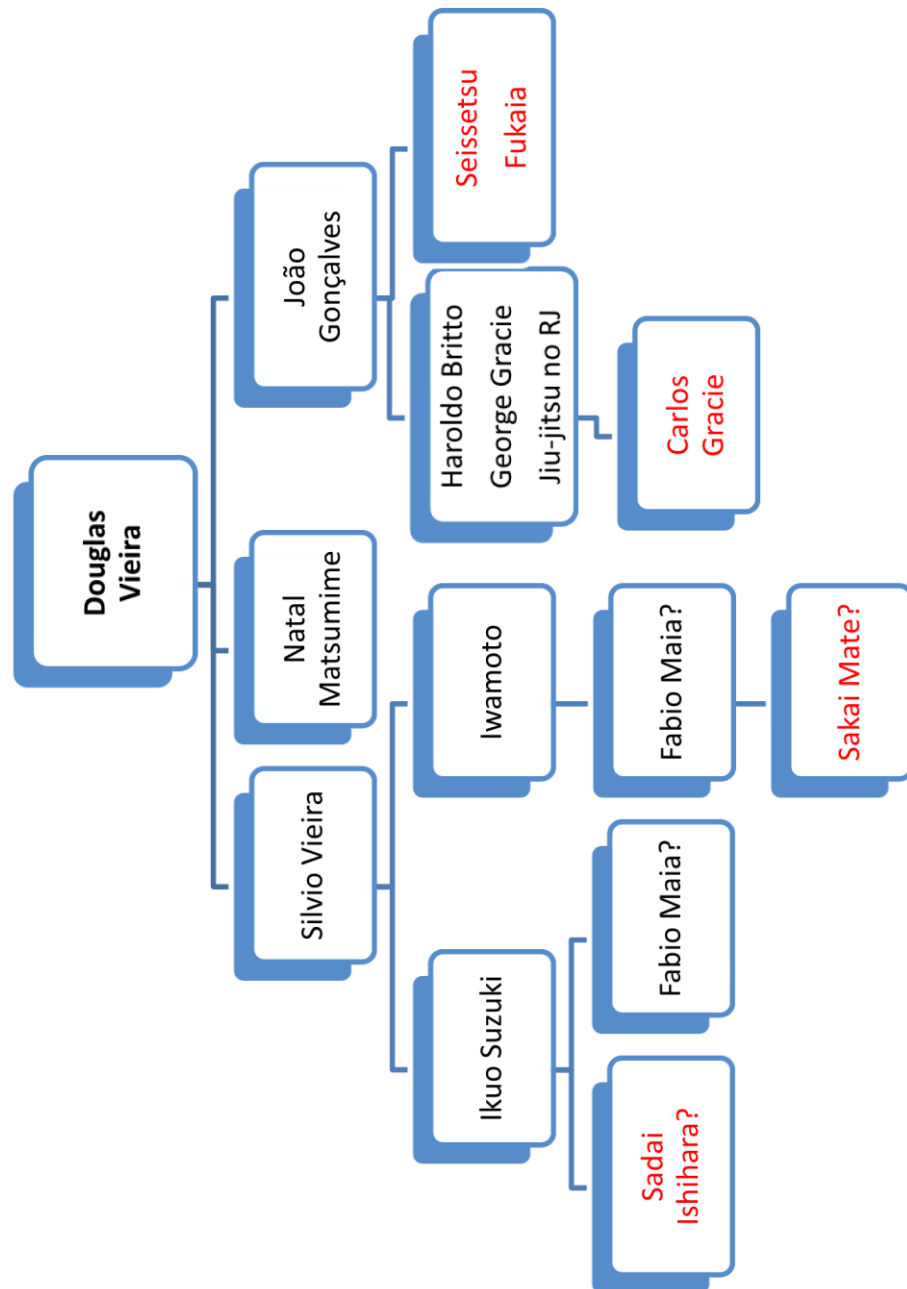 Douglas
Vieira
Silvio Vieira
Natal
Matsumime
João
Gonçalves
Ikuo Suzuki
Iwamoto
Haroldo Britto
George Gracie
Jiu-jitsu no RJ
Seissetsu
Fukaia
Sadai
Ishihara?
Fabio Maia?
Fabio Maia?
Carlos
Gracie
Sakai Mate?